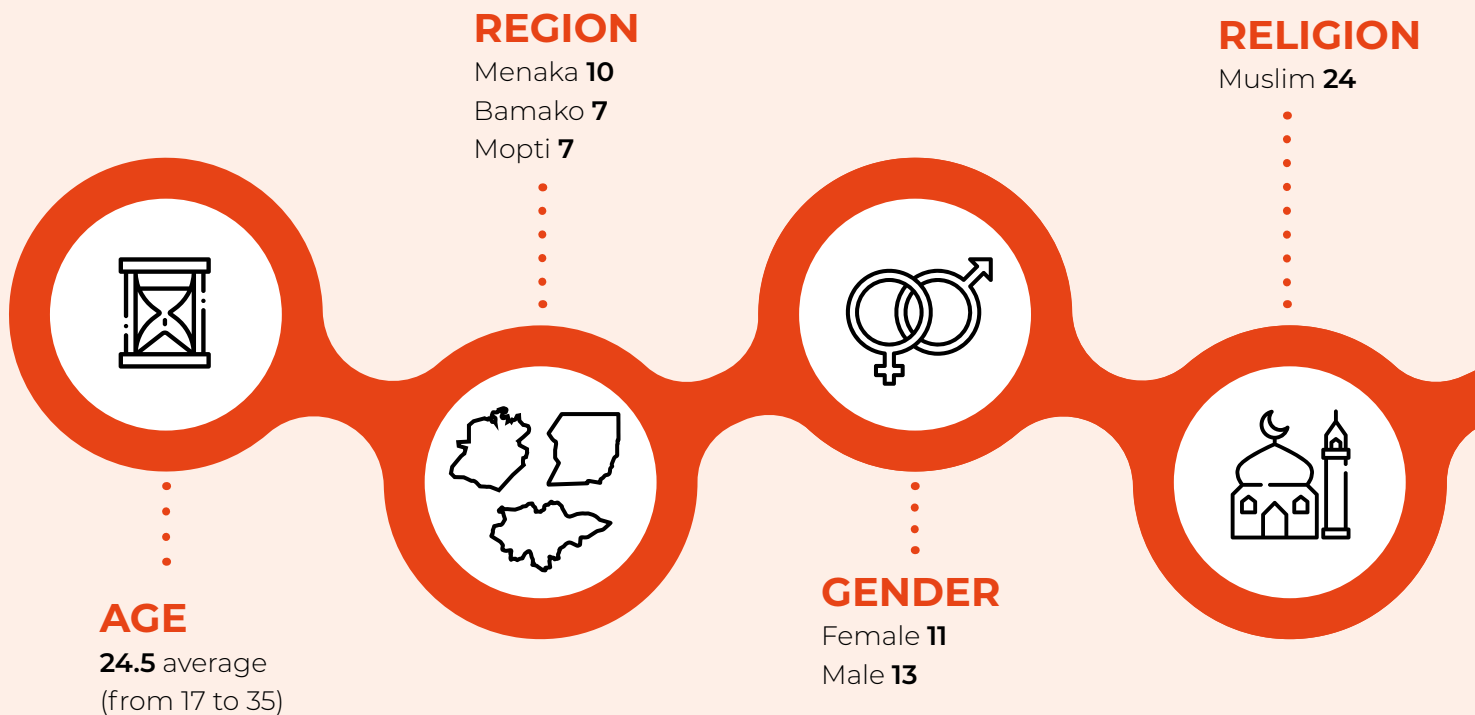 REGION
Menaka 10
Bamako 7
Mopti 7
RELIGION
Muslim 24
AGE
24.5 average
(from 17 to 35)
GENDER
Female 11
Male 13